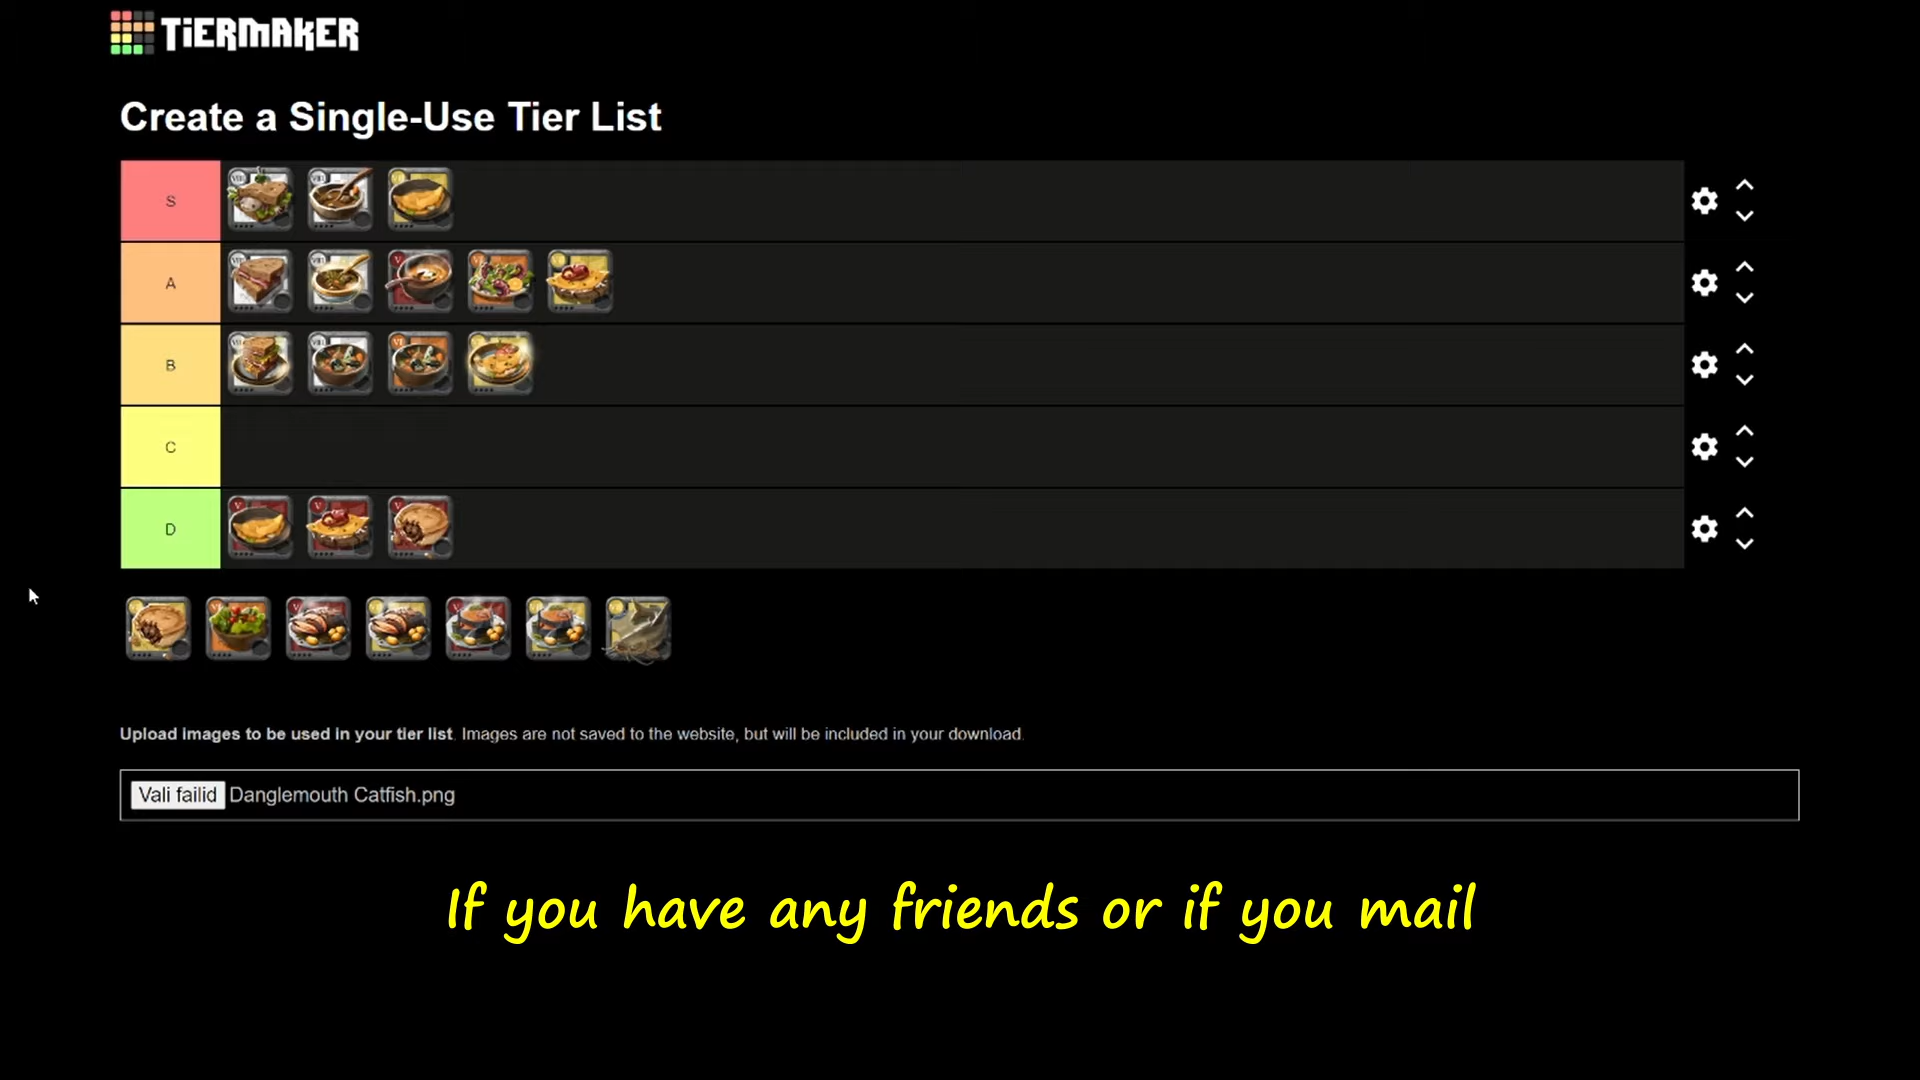 TiERMAKER
Create a Single-Use Tier List
S
A
B
C
D
Upload images to be used in your tier list. Images are not saved to the website, but will be included in your download.
Vali failid Danglemouth Catfish.png
If you have any friends or if you mail